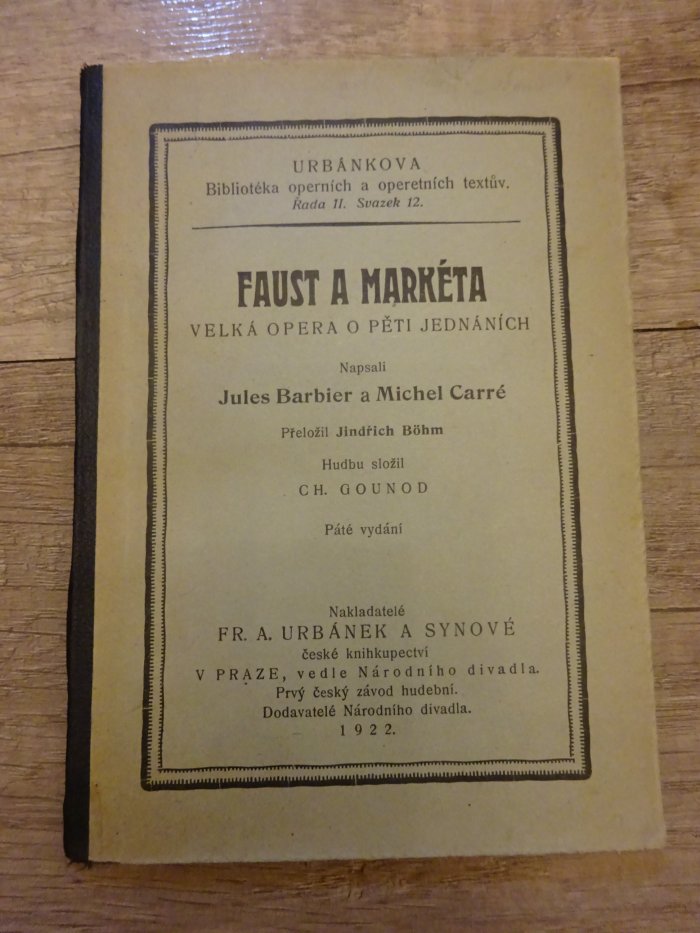 URBÁNKOVA
Bibliotéka operních a operetních textův.
Řada II. Svazek 12.
FAUST A MARKÉTA
VELKÁ OPERA O PĚTI JEDNÁNÍCH
Napsali
Jules Barbier a Michel Carré
Přeložil Jindřich Böhm
Hudbu složil
CH. GOUNOD
Páté vydání
Nakladatelé
FR. A. URBÁNEK A SYNOVÉ
české knihkupectví
V PRAZE, vedle Národního divadla.
Prvý český závod hudební.
Dodavatelé Národního divadla.
1922.